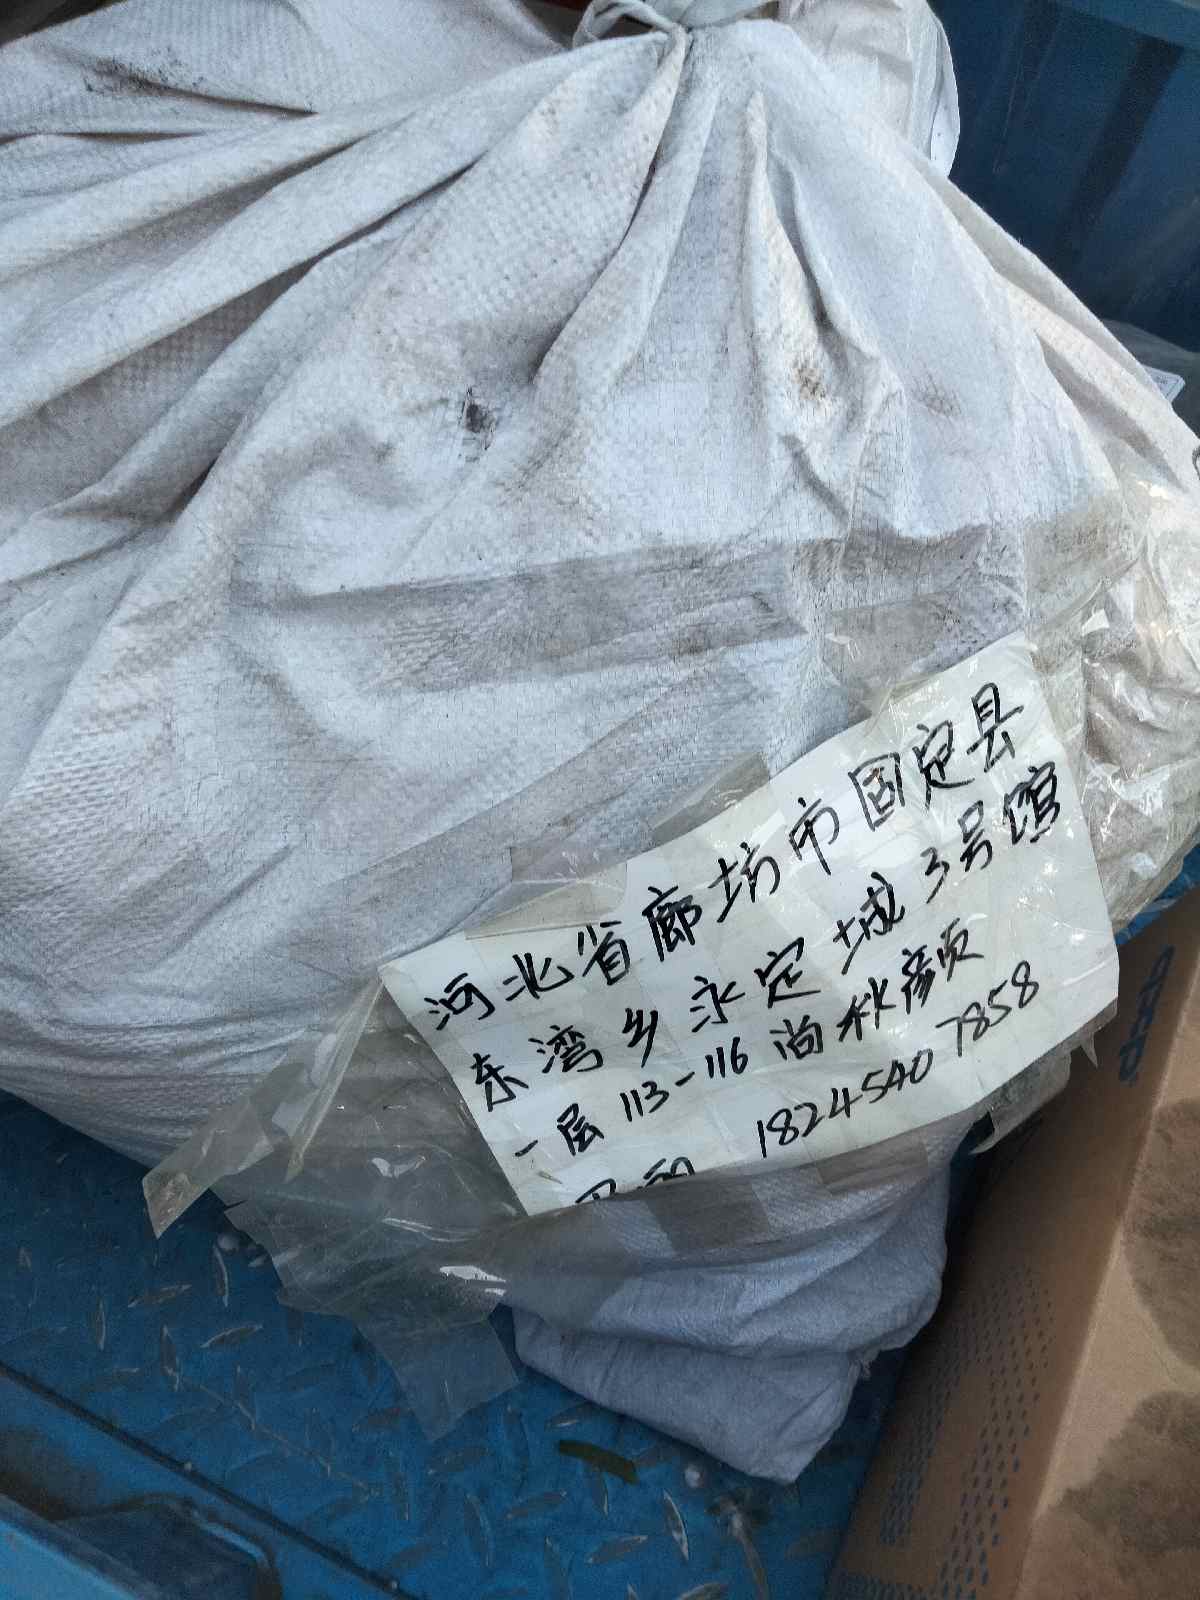 河北省廊坊市固定县
东湾乡永定城3号馆
一层113-116 尚秋彦页
18245407858